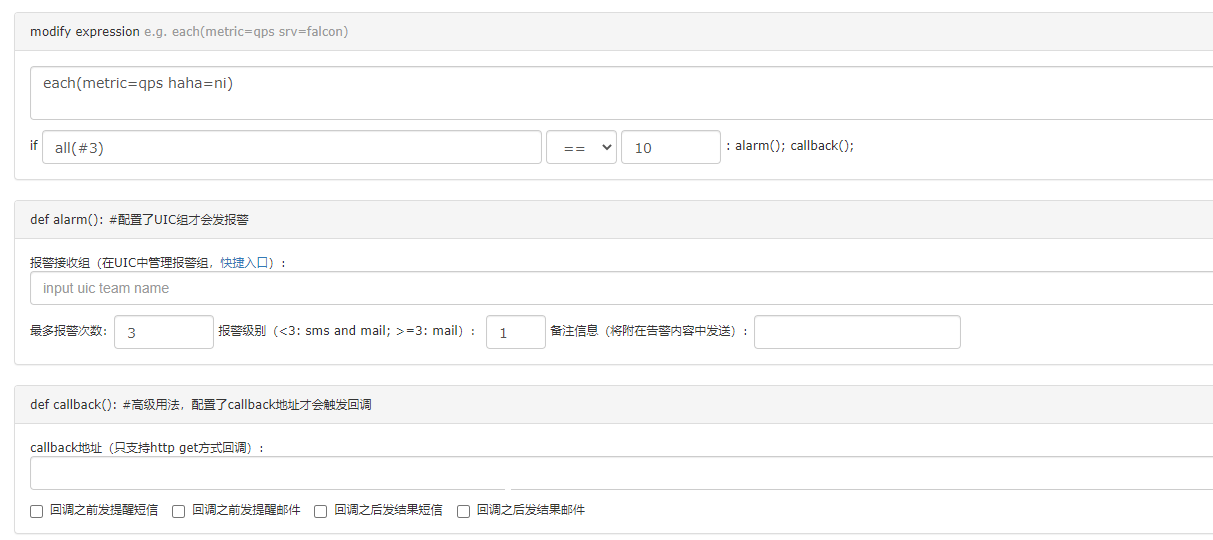 modify expression e.g. each(metric=qps srv=falcon)
each(metric=qps haha=ni)
if all(#3) == 10 : alarm(); callback();
def alarm(): #配置了UIC组才会发报警
报警接收组（在UIC中管理报警组，快捷入口）:
input uic team name
最多报警次数: 3 报警级别（<3: sms and mail; >=3: mail）: 1 备注信息（将附在告警内容中发送）:
def callback(): #高级用法，配置了callback地址才会触发回调
callback地址（只支持http get方式回调）:
回调之前发提醒短信 回调之前发提醒邮件 回调之后发结果短信 回调之后发结果邮件